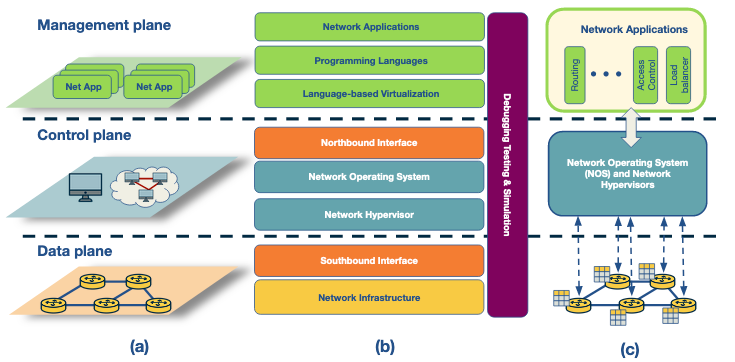 Management plane
Net App
Net App
Control plane
Data plane
(a)
Network Applications
Programming Languages
Language-based Virtualization
Northbound Interface
Network Operating System
Network Hypervisor
Southbound Interface
Network Infrastructure
Debugging Testing & Simulation
(b)
Network Applications
Routing
Access
Control
Load
balancer
Network Operating System
(NOS) and Network
Hypervisors
(c)